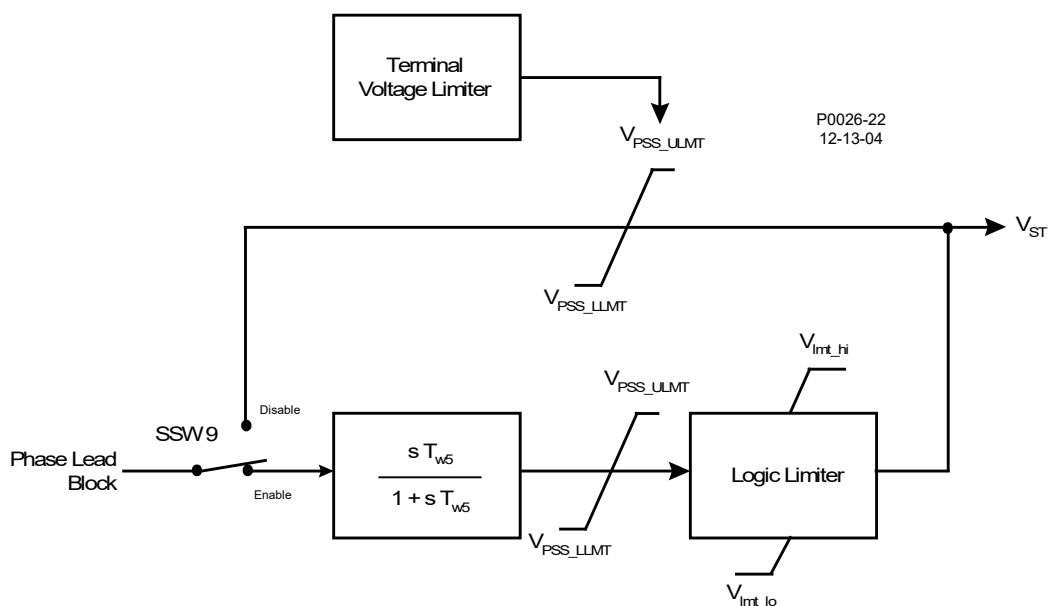 Terminal
Voltage Limiter
P0026-22
12-13-04
V_PSS_ULMT
V_ST
V_PSS_LLMT
V_lmt_hi
V_PSS_ULMT
Disable
SSW 9
Phase Lead
Block
Enable
s T_w5
1 + s T_w5
Logic Limiter
V_PSS_LLMT
V_lmt_lo